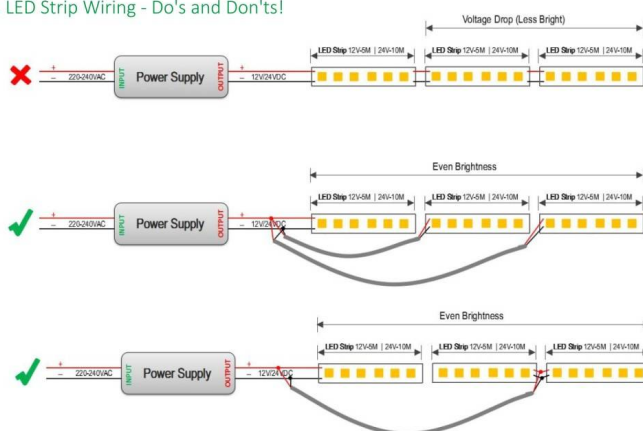 LED Strip Wiring - Do's and Don'ts!
Voltage Drop (Less Bright)
LED Strip 12V-5M | 24V-10M
LED Strip 12V-5M | 24V-10M
LED Strip 12V-5M | 24V-10M
+
– 220-240VAC
INPUT
Power Supply
OUTPUT
+
– 12V/24VDC
Even Brightness
LED Strip 12V-5M | 24V-10M
LED Strip 12V-5M | 24V-10M
LED Strip 12V-5M | 24V-10M
+
– 220-240VAC
INPUT
Power Supply
OUTPUT
+
– 12V/24VDC
Even Brightness
LED Strip 12V-5M | 24V-10M
LED Strip 12V-5M | 24V-10M
LED Strip 12V-5M | 24V-10M
+
– 220-240VAC
INPUT
Power Supply
OUTPUT
+
– 12V/24VDC